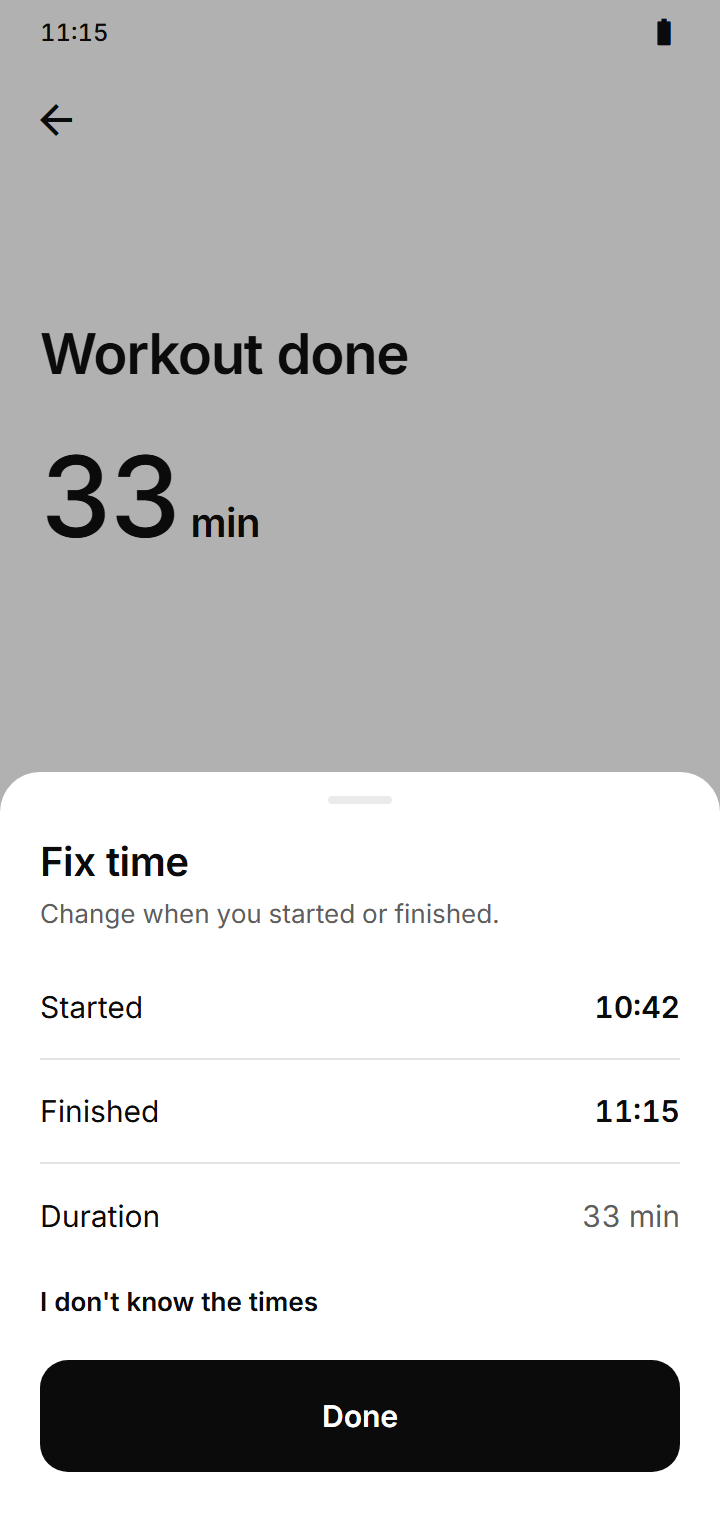 11:15
Workout done
33 min
Fix time
Change when you started or finished.
Started 10:42
Finished 11:15
Duration 33 min
I don't know the times
Done